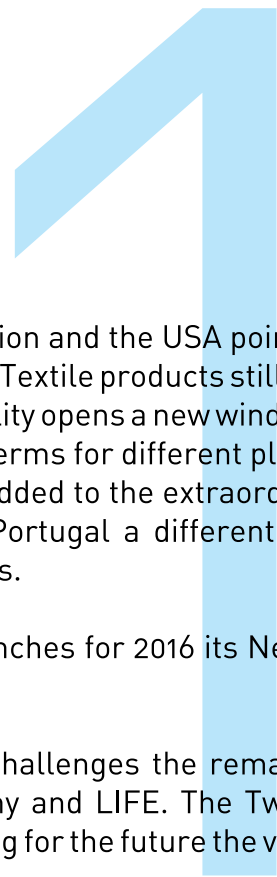 1
ion and the USA poin
Textile products still
lity opens a new wind
erms for different pl
dded to the extraord
Portugal a different
s.
nches for 2016 its Ne
hallenges the rema
ny and LIFE. The Tw
g for the future the v